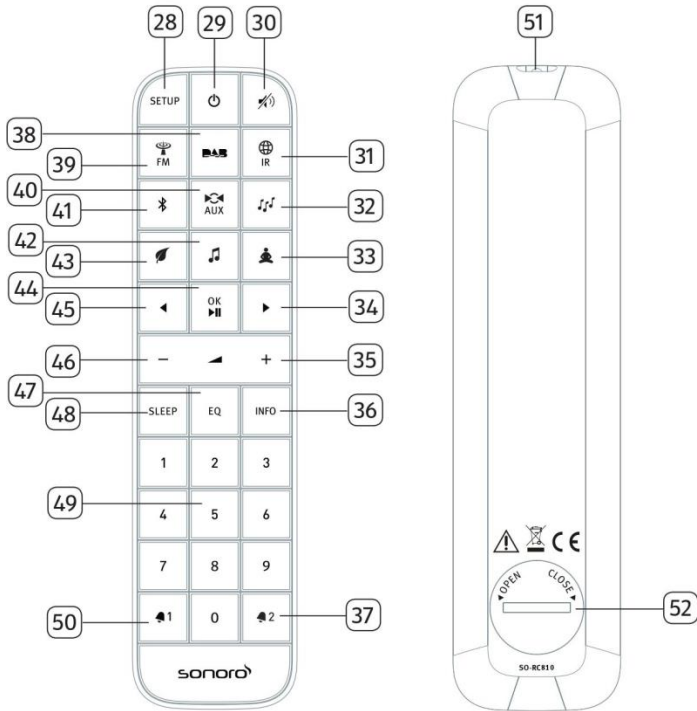 28 29 30 51
SETUP
38
DAB
39 FM IR 31
40
41 AUX 32
42
43 33
44 OK
45 34
46 − + 35
47
48 SLEEP EQ INFO 36
1 2 3
49
4 5 6
7 8 9
CE
OPEN CLOSE
52
50 1 0 2 37
sonoro
SO-RC810